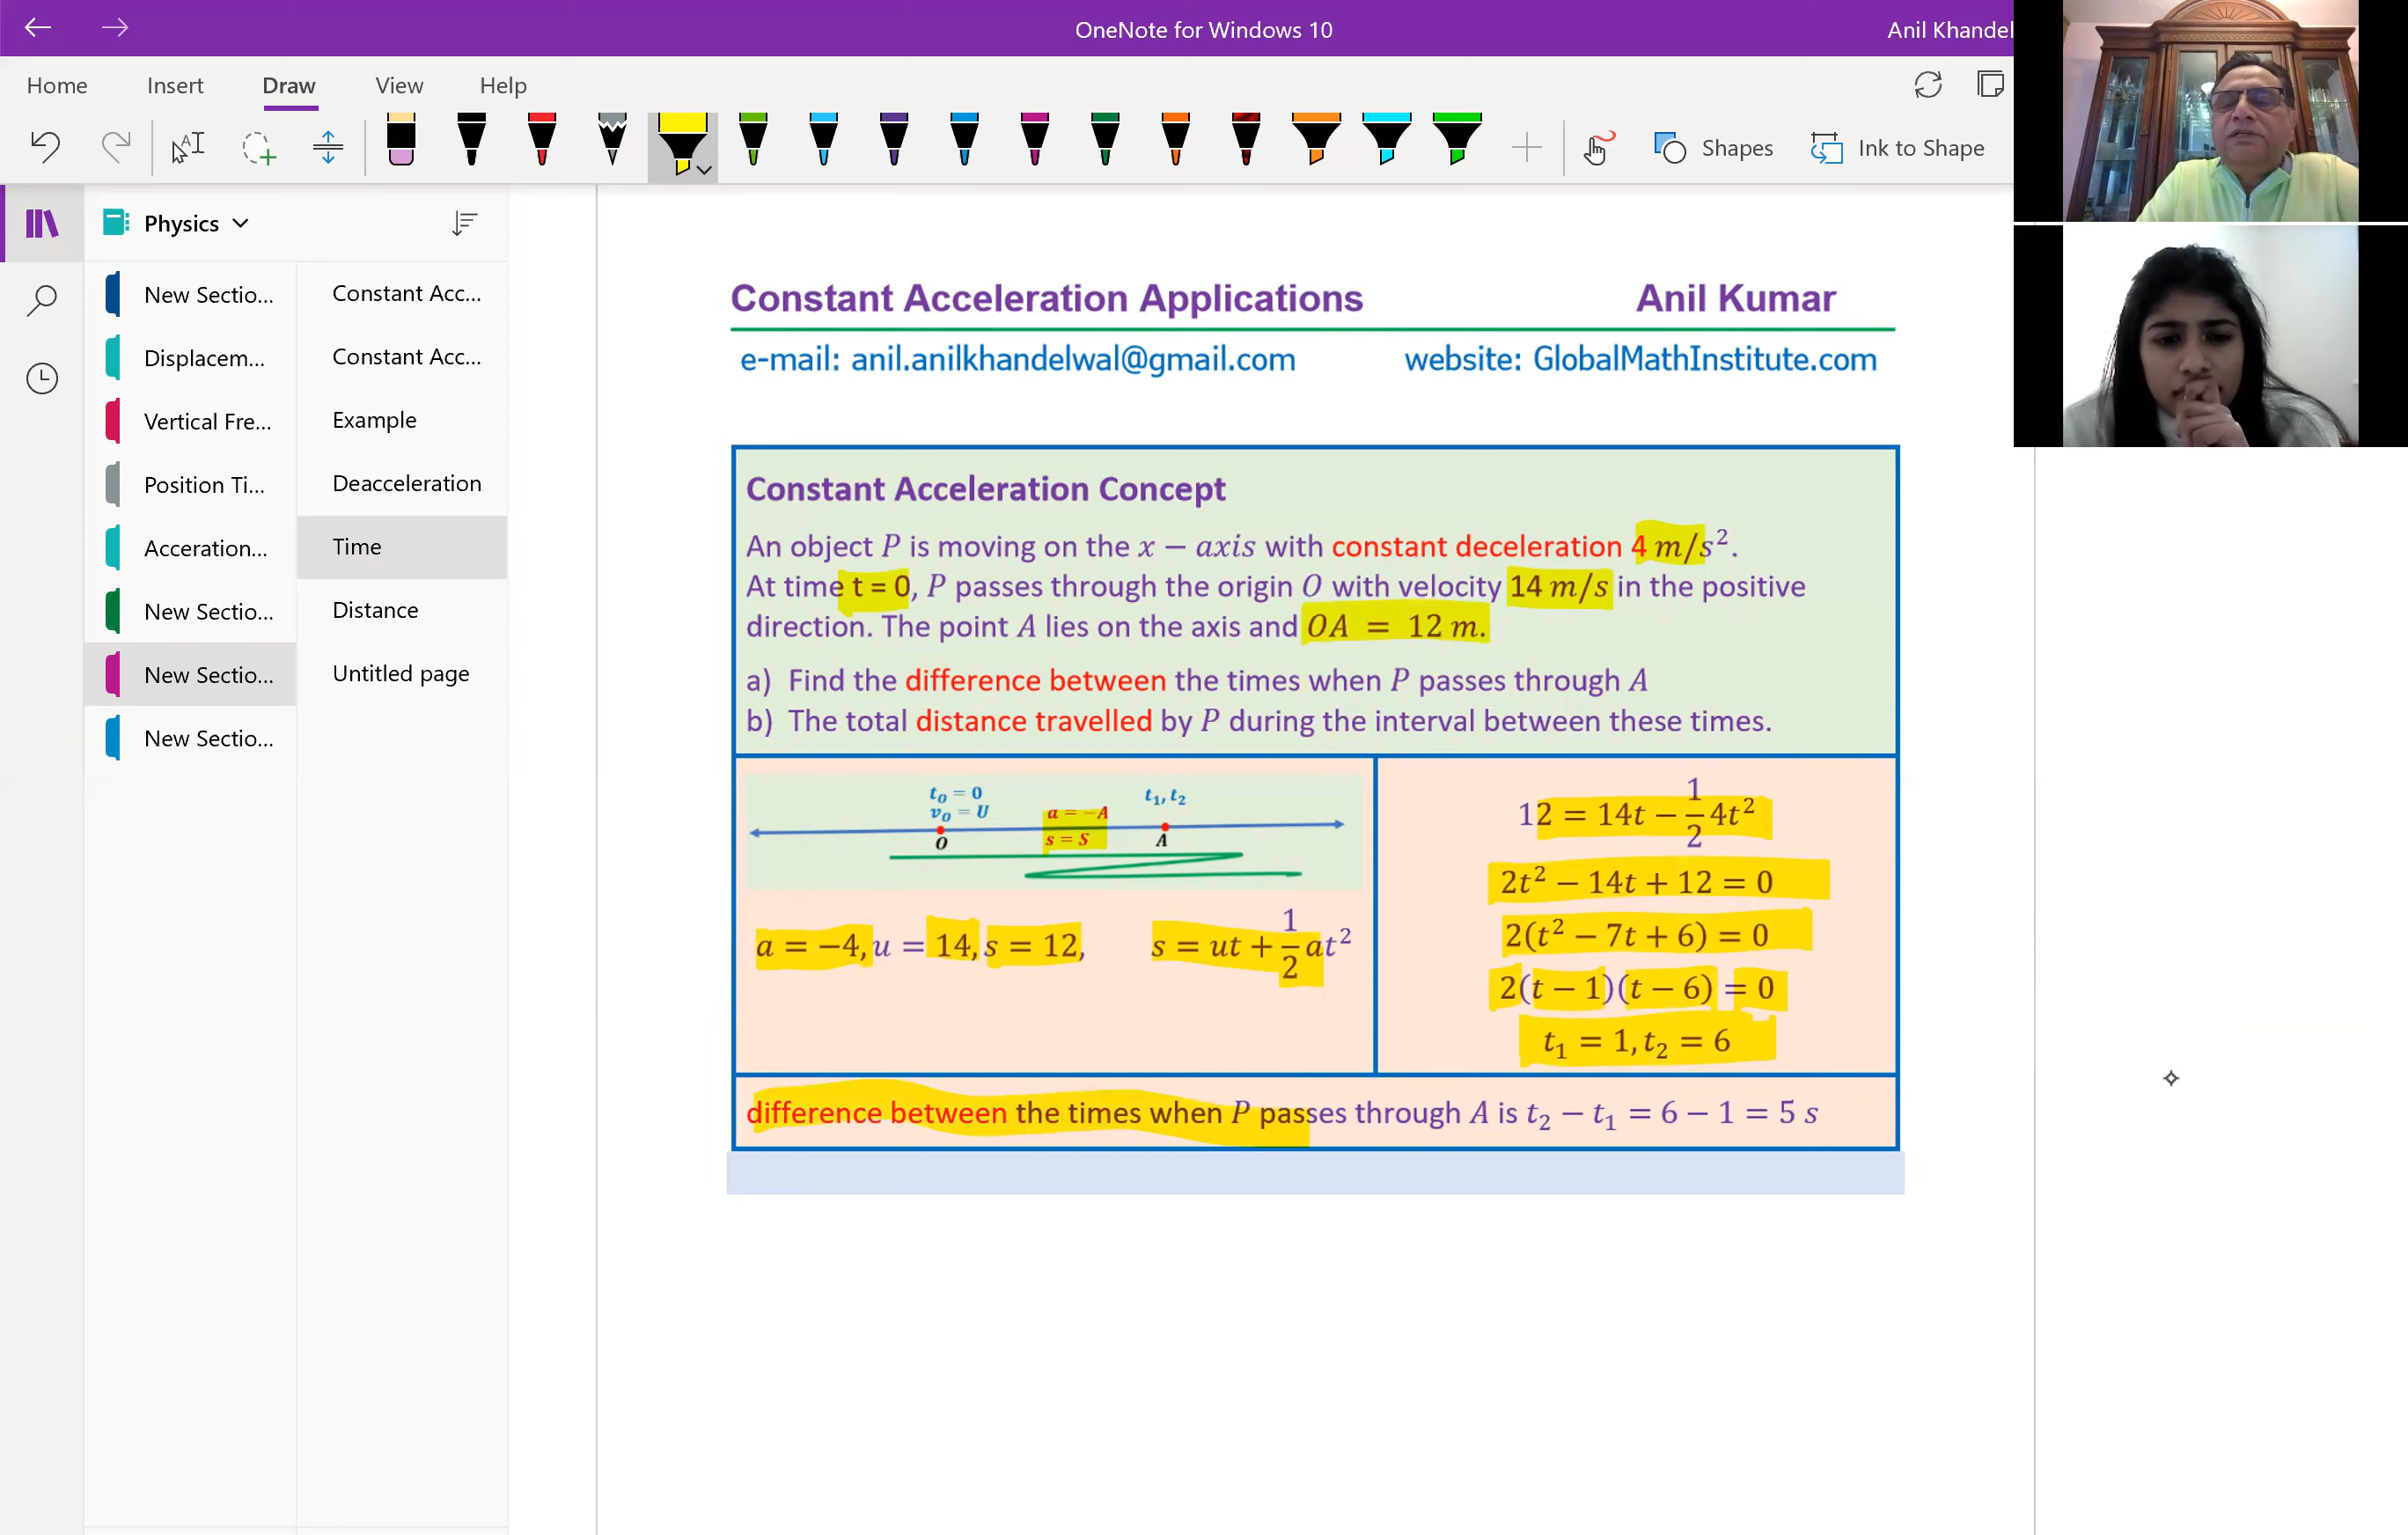 OneNote for Windows 10
Anil Khandel
Home Insert Draw View Help
Shapes Ink to Shape
Physics
New Sectio...
Displacem...
Vertical Fre...
Position Ti...
Acceration...
New Sectio...
New Sectio...
New Sectio...
Constant Acc...
Constant Acc...
Example
Deacceleration
Time
Distance
Untitled page
Constant Acceleration Applications Anil Kumar
e-mail: anil.anilkhandelwal@gmail.com website: GlobalMathInstitute.com
Constant Acceleration Concept
An object P is moving on the x − axis with constant deceleration 4 m/s².
At time t = 0, P passes through the origin O with velocity 14 m/s in the positive
direction. The point A lies on the axis and OA = 12 m.
a) Find the difference between the times when P passes through A
b) The total distance travelled by P during the interval between these times.
t₀ = 0
v₀ = U
a = −A
s = S
t₁, t₂
O
A
a = −4, u = 14, s = 12, s = ut + 1/2 at²
12 = 14t − 1/2 4t²
2t² − 14t + 12 = 0
2(t² − 7t + 6) = 0
2(t − 1)(t − 6) = 0
t₁ = 1, t₂ = 6
difference between the times when P passes through A is t₂ − t₁ = 6 − 1 = 5 s